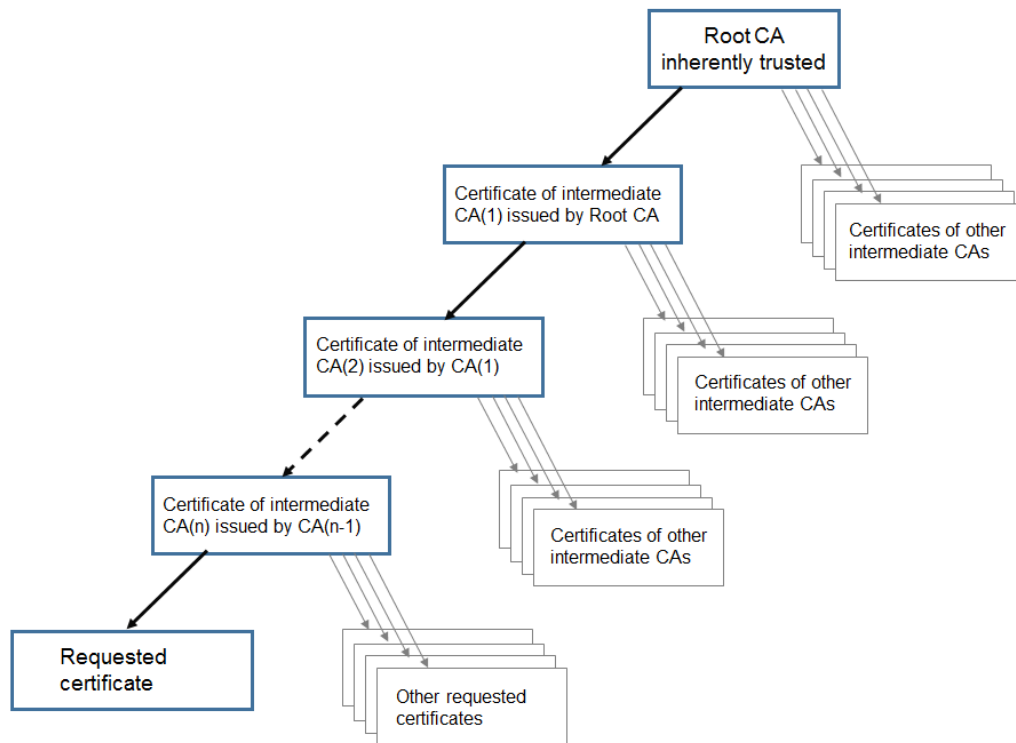 Root CA
inherently trusted
Certificate of intermediate
CA(1) issued by Root CA
Certificates of other
intermediate CAs
Certificate of intermediate
CA(2) issued by CA(1)
Certificates of other
intermediate CAs
Certificate of intermediate
CA(n) issued by CA(n-1)
Certificates of other
intermediate CAs
Requested
certificate
Other requested
certificates